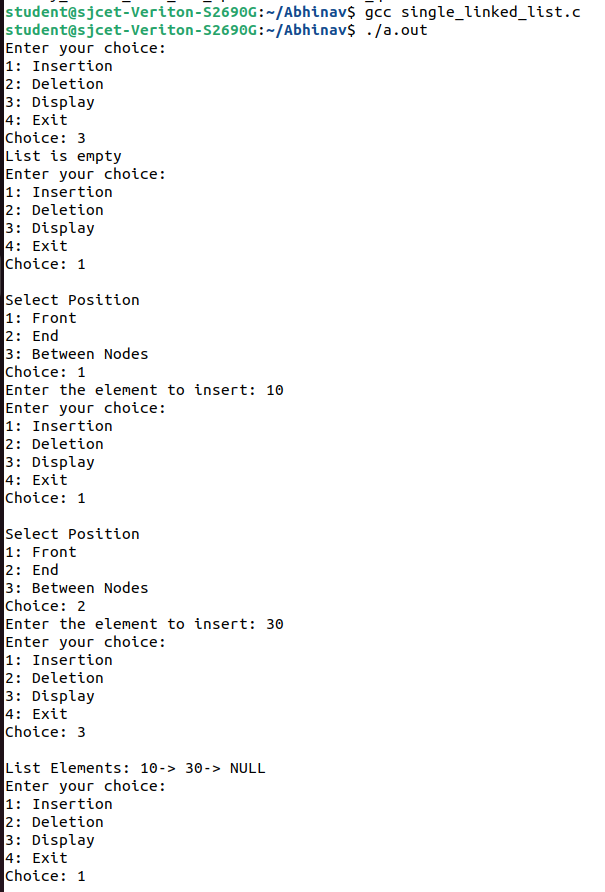 student@sjcet-Veriton-S2690G:~/Abhinav$ gcc single_linked_list.c
student@sjcet-Veriton-S2690G:~/Abhinav$ ./a.out
Enter your choice:
1: Insertion
2: Deletion
3: Display
4: Exit
Choice: 3
List is empty
Enter your choice:
1: Insertion
2: Deletion
3: Display
4: Exit
Choice: 1
Select Position
1: Front
2: End
3: Between Nodes
Choice: 1
Enter the element to insert: 10
Enter your choice:
1: Insertion
2: Deletion
3: Display
4: Exit
Choice: 1
Select Position
1: Front
2: End
3: Between Nodes
Choice: 2
Enter the element to insert: 30
Enter your choice:
1: Insertion
2: Deletion
3: Display
4: Exit
Choice: 3
List Elements: 10-> 30-> NULL
Enter your choice:
1: Insertion
2: Deletion
3: Display
4: Exit
Choice: 1